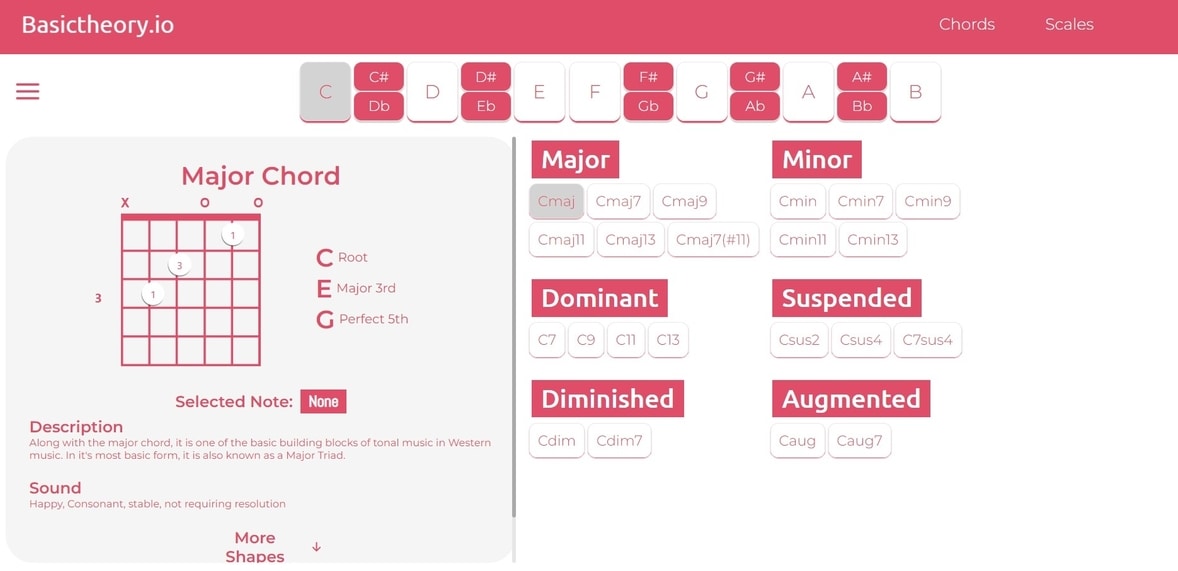 Basictheory.io
Chords Scales
C C# D D# E F F# G G# A A# B
Db Eb Gb Ab Bb
Major Chord
X O O
1
3
3 1
C Root
E Major 3rd
G Perfect 5th
Selected Note: None
Description
Along with the major chord, it is one of the basic building blocks of tonal music in Western
music. In it's most basic form, it is also known as a Major Triad.
Sound
Happy, Consonant, stable, not requiring resolution
More
Shapes ↓
Major
Cmaj Cmaj7 Cmaj9
Cmaj11 Cmaj13 Cmaj7(#11)
Minor
Cmin Cmin7 Cmin9
Cmin11 Cmin13
Dominant
C7 C9 C11 C13
Suspended
Csus2 Csus4 C7sus4
Diminished
Cdim Cdim7
Augmented
Caug Caug7